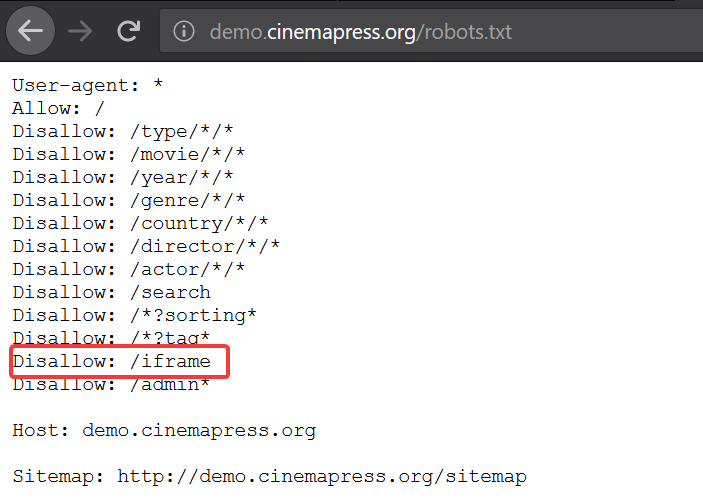 demo.cinemapress.org/robots.txt
User-agent: *
Allow: /
Disallow: /type/*/*
Disallow: /movie/*/*
Disallow: /year/*/*
Disallow: /genre/*/*
Disallow: /country/*/*
Disallow: /director/*/*
Disallow: /actor/*/*
Disallow: /search
Disallow: /*?sorting*
Disallow: /*?tag*
Disallow: /iframe
Disallow: /admin*
Host: demo.cinemapress.org
Sitemap: http://demo.cinemapress.org/sitemap